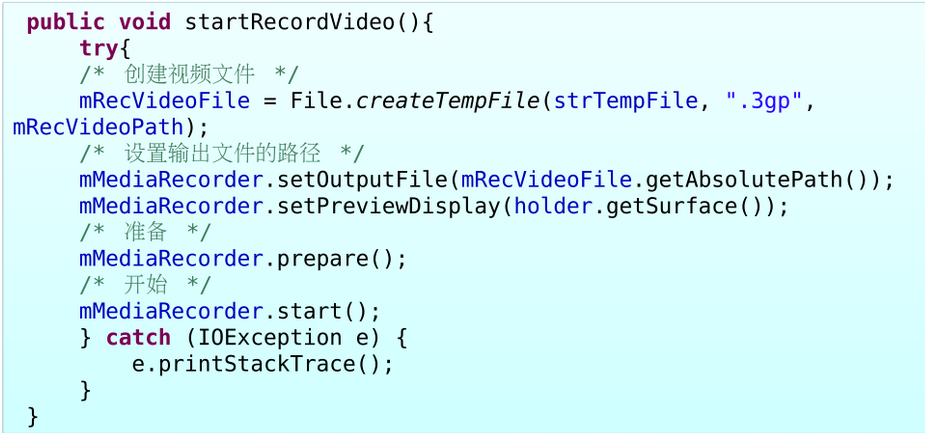 public void startRecordVideo(){
try{
/* 创建视频文件 */
mRecVideoFile = File.createTempFile(strTempFile, ".3gp",
mRecVideoPath);
/* 设置输出文件的路径 */
mMediaRecorder.setOutputFile(mRecVideoFile.getAbsolutePath());
mMediaRecorder.setPreviewDisplay(holder.getSurface());
/* 准备 */
mMediaRecorder.prepare();
/* 开始 */
mMediaRecorder.start();
} catch (IOException e) {
e.printStackTrace();
}
}